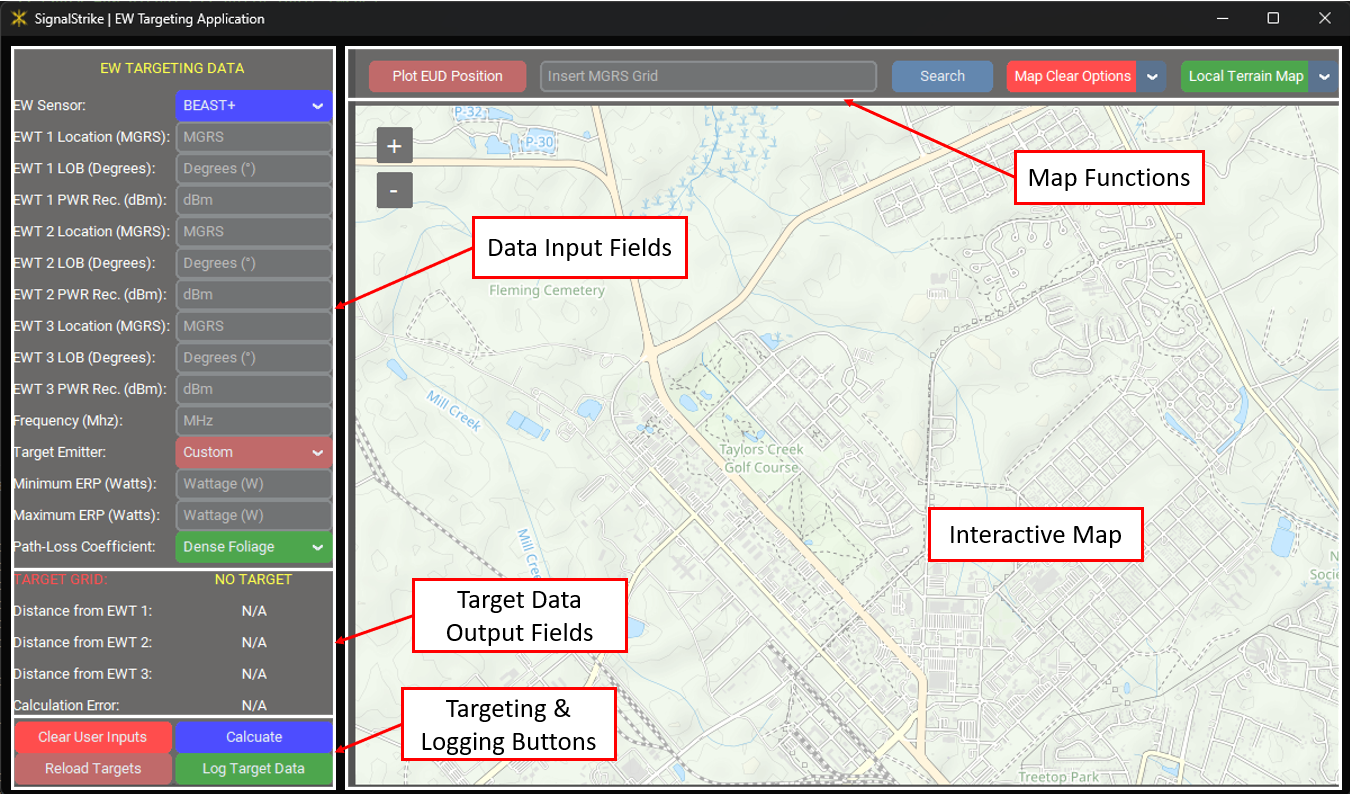 SignalStrike | EW Targeting Application
EW TARGETING DATA
EW Sensor: BEAST+
EWT 1 Location (MGRS): MGRS
EWT 1 LOB (Degrees): Degrees (°)
EWT 1 PWR Rec. (dBm): dBm
EWT 2 Location (MGRS): MGRS
EWT 2 LOB (Degrees): Degrees (°)
EWT 2 PWR Rec. (dBm): dBm
EWT 3 Location (MGRS): MGRS
EWT 3 LOB (Degrees): Degrees (°)
EWT 3 PWR Rec. (dBm): dBm
Frequency (Mhz): MHz
Target Emitter: Custom
Minimum ERP (Watts): Wattage (W)
Maximum ERP (Watts): Wattage (W)
Path-Loss Coefficient: Dense Foliage
TARGET GRID: NO TARGET
Distance from EWT 1: N/A
Distance from EWT 2: N/A
Distance from EWT 3: N/A
Calculation Error: N/A
Clear User Inputs Calcuate
Reload Targets Log Target Data
Plot EUD Position Insert MGRS Grid Search Map Clear Options Local Terrain Map
+
-
P-32
P-30
Map Functions
Data Input Fields
Fleming Cemetery
Mill Creek
Taylors Creek
Golf Course
Interactive Map
Mill Cree
Target Data
Output Fields
Socie
Targeting &
Logging Buttons
Treetop Park